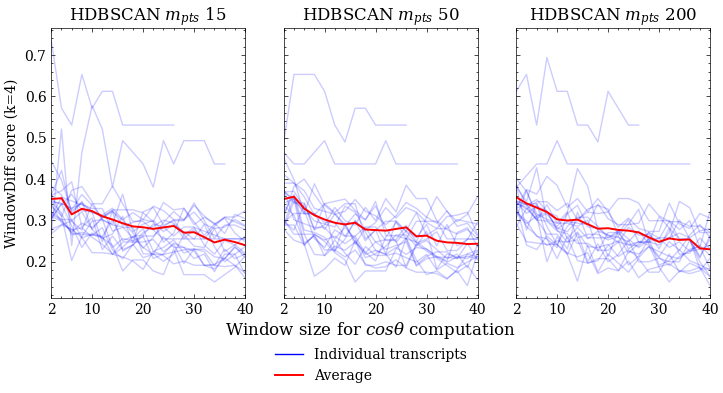 HDBSCAN m_pts 15 HDBSCAN m_pts 50 HDBSCAN m_pts 200
WindowDiff score (k=4)
0.7
0.6
0.5
0.4
0.3
0.2
2 10 20 30 40 2 10 20 30 40 2 10 20 30 40
Window size for cosθ computation
Individual transcripts
Average